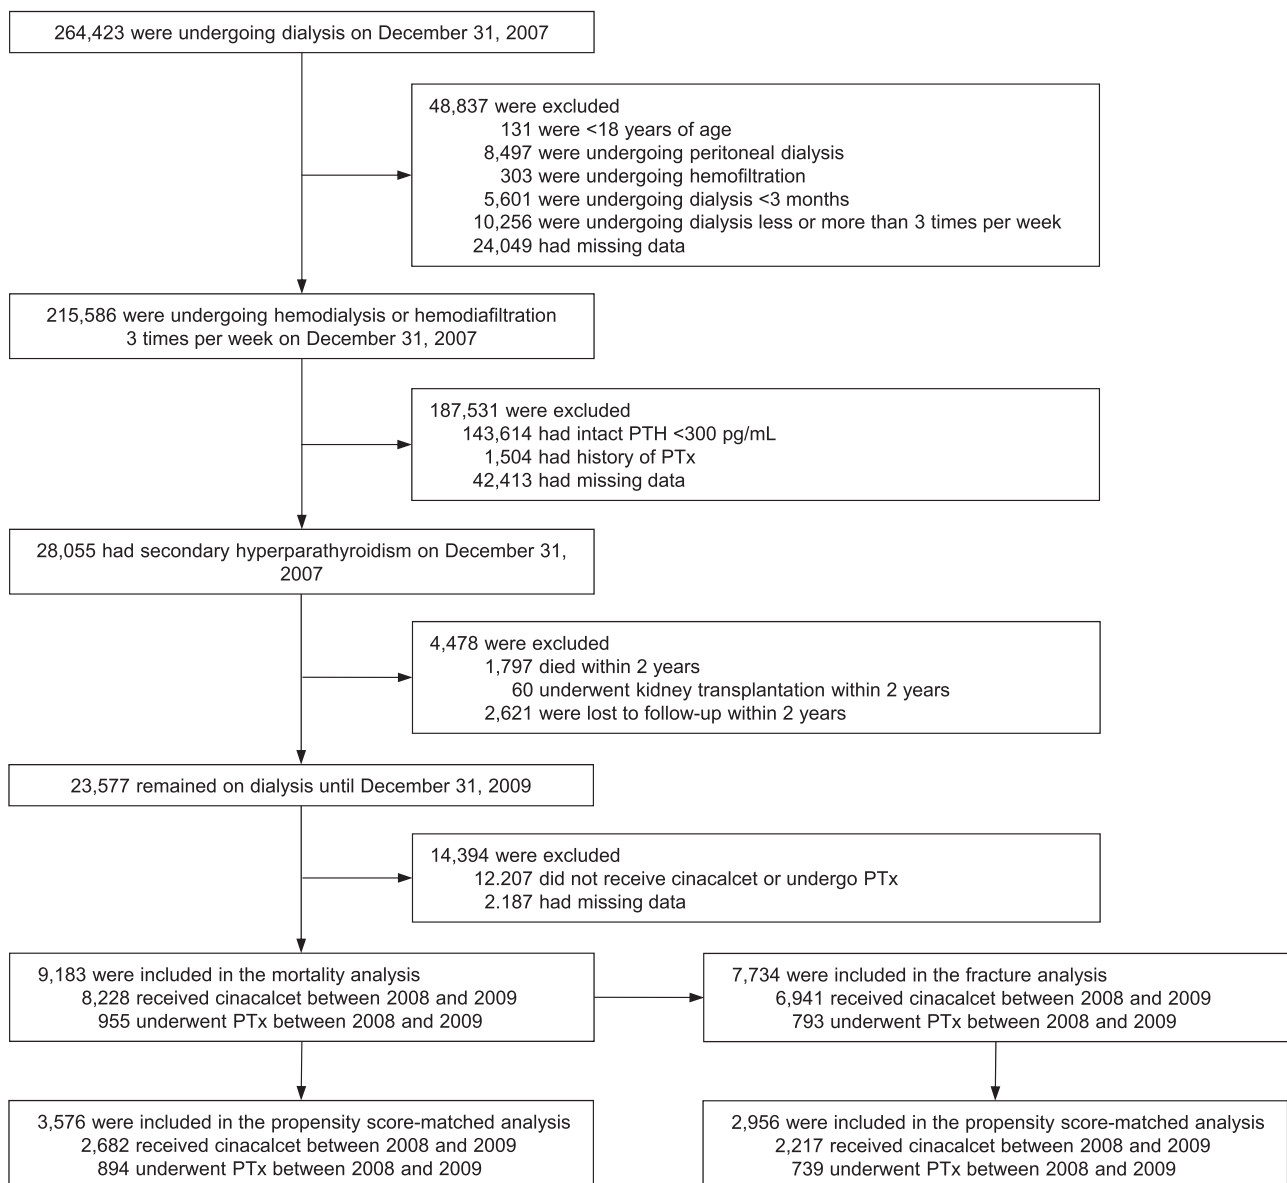 264,423 were undergoing dialysis on December 31, 2007
48,837 were excluded
131 were <18 years of age
8,497 were undergoing peritoneal dialysis
303 were undergoing hemofiltration
5,601 were undergoing dialysis <3 months
10,256 were undergoing dialysis less or more than 3 times per week
24,049 had missing data
215,586 were undergoing hemodialysis or hemodiafiltration
3 times per week on December 31, 2007
187,531 were excluded
143,614 had intact PTH <300 pg/mL
1,504 had history of PTx
42,413 had missing data
28,055 had secondary hyperparathyroidism on December 31,
2007
4,478 were excluded
1,797 died within 2 years
60 underwent kidney transplantation within 2 years
2,621 were lost to follow-up within 2 years
23,577 remained on dialysis until December 31, 2009
14,394 were excluded
12.207 did not receive cinacalcet or undergo PTx
2.187 had missing data
9,183 were included in the mortality analysis
8,228 received cinacalcet between 2008 and 2009
955 underwent PTx between 2008 and 2009
7,734 were included in the fracture analysis
6,941 received cinacalcet between 2008 and 2009
793 underwent PTx between 2008 and 2009
3,576 were included in the propensity score-matched analysis
2,682 received cinacalcet between 2008 and 2009
894 underwent PTx between 2008 and 2009
2,956 were included in the propensity score-matched analysis
2,217 received cinacalcet between 2008 and 2009
739 underwent PTx between 2008 and 2009